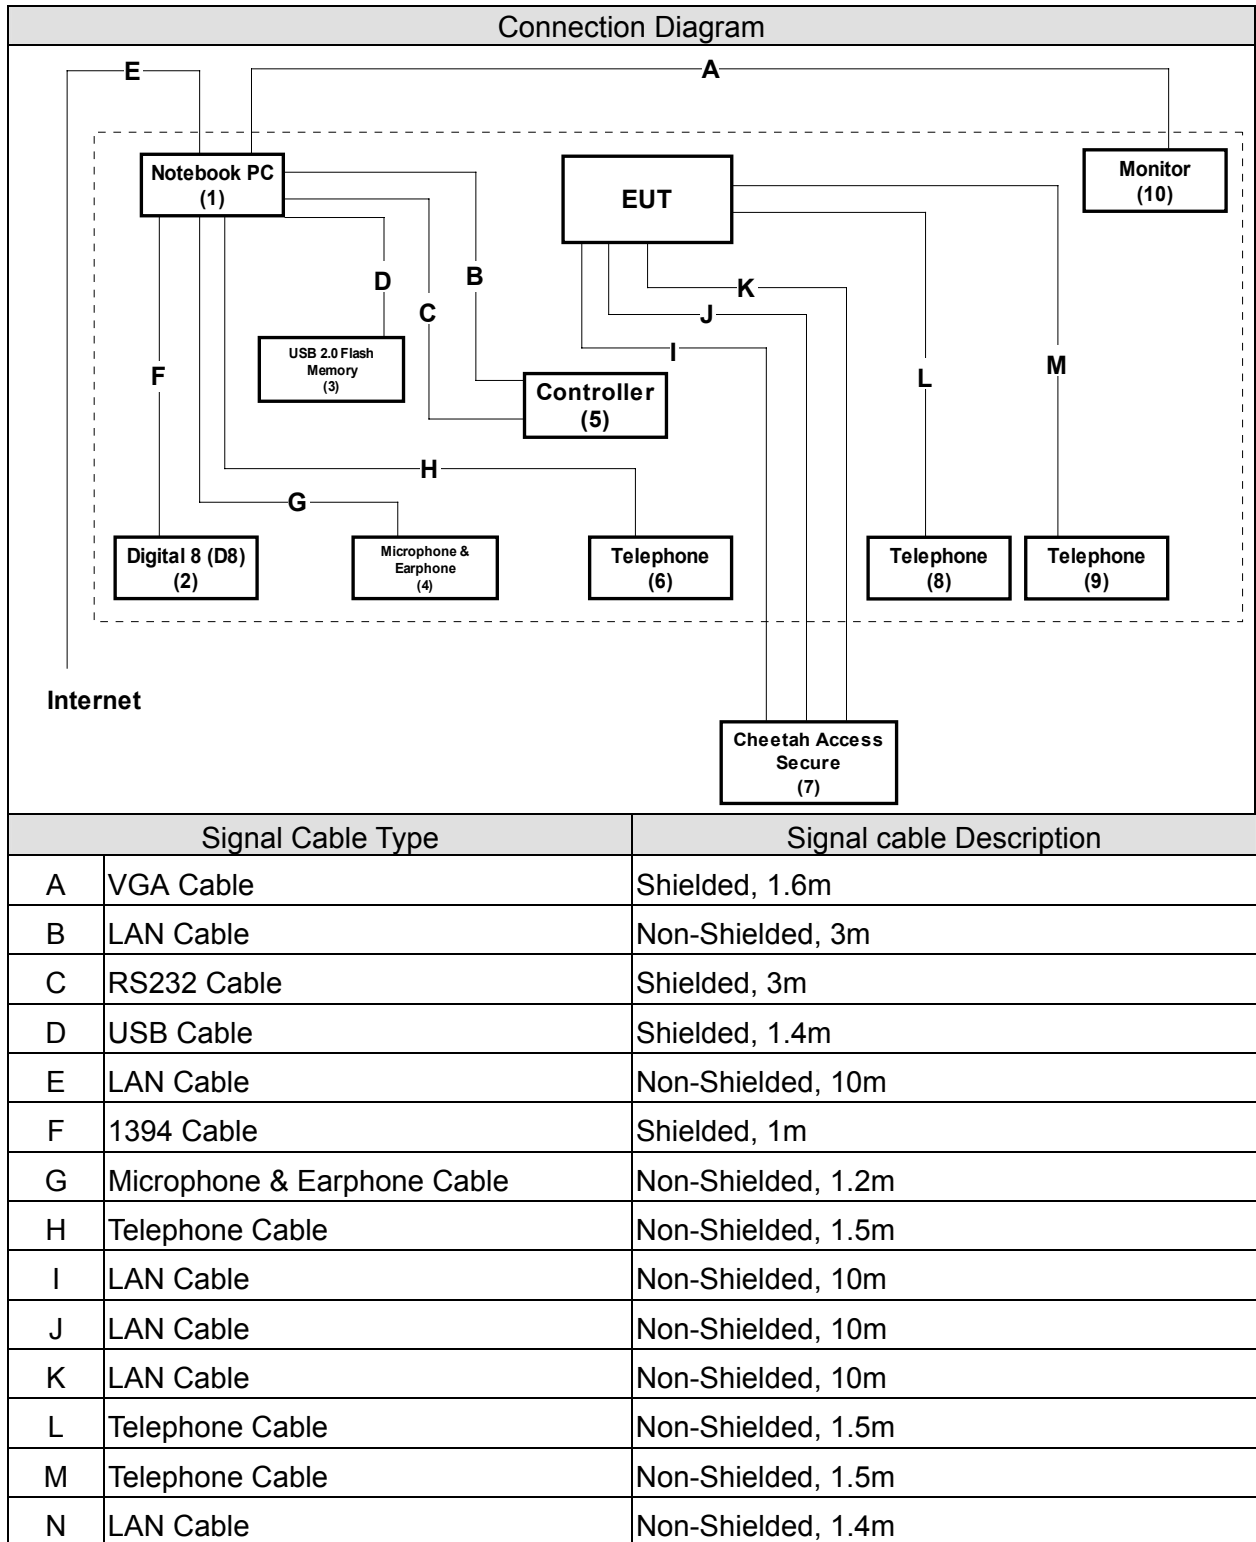 Connection Diagram
E
A
Notebook PC
(1)
EUT
Monitor
(10)
D
B
C
K
J
I
F
L
M
USB 2.0 Flash
Memory
(3)
Controller
(5)
H
G
Digital 8 (D8)
(2)
Microphone &
Earphone
(4)
Telephone
(6)
Telephone
(8)
Telephone
(9)
Internet
Cheetah Access
Secure
(7)
Signal Cable Type Signal cable Description
A VGA Cable Shielded, 1.6m
B LAN Cable Non-Shielded, 3m
C RS232 Cable Shielded, 3m
D USB Cable Shielded, 1.4m
E LAN Cable Non-Shielded, 10m
F 1394 Cable Shielded, 1m
G Microphone & Earphone Cable Non-Shielded, 1.2m
H Telephone Cable Non-Shielded, 1.5m
I LAN Cable Non-Shielded, 10m
J LAN Cable Non-Shielded, 10m
K LAN Cable Non-Shielded, 10m
L Telephone Cable Non-Shielded, 1.5m
M Telephone Cable Non-Shielded, 1.5m
N LAN Cable Non-Shielded, 1.4m